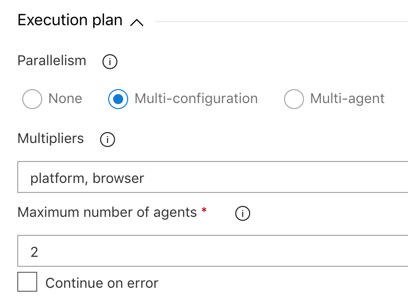 Execution plan
Parallelism
None Multi-configuration Multi-agent
Multipliers
platform, browser
Maximum number of agents *
2
Continue on error